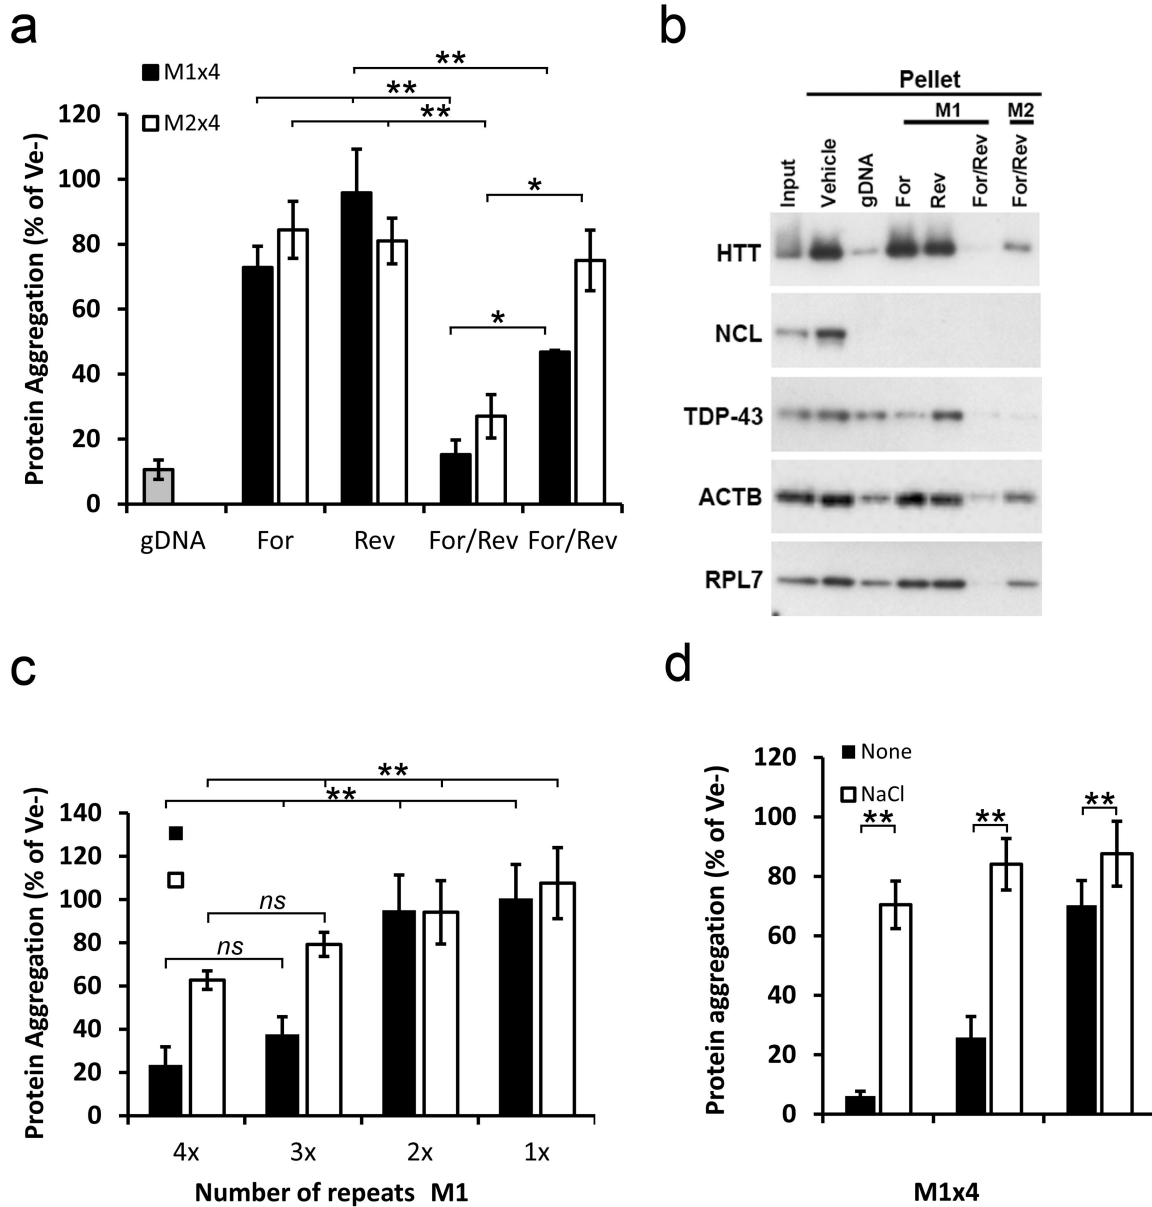 a
M1x4
M2x4
**
**
**
*
*
Protein Aggregation (% of Ve-)
120
100
80
60
40
20
0
gDNA For Rev For/Rev For/Rev
b
Pellet
M1 M2
Input Vehicle gDNA For Rev For/Rev For/Rev
HTT
NCL
TDP-43
ACTB
RPL7
c
**
**
ns
ns
Protein Aggregation (% of Ve-)
140
120
100
80
60
40
20
0
4x 3x 2x 1x
Number of repeats M1
d
None
NaCl
** ** **
Protein aggregation (% of Ve-)
120
100
80
60
40
20
0
M1x4